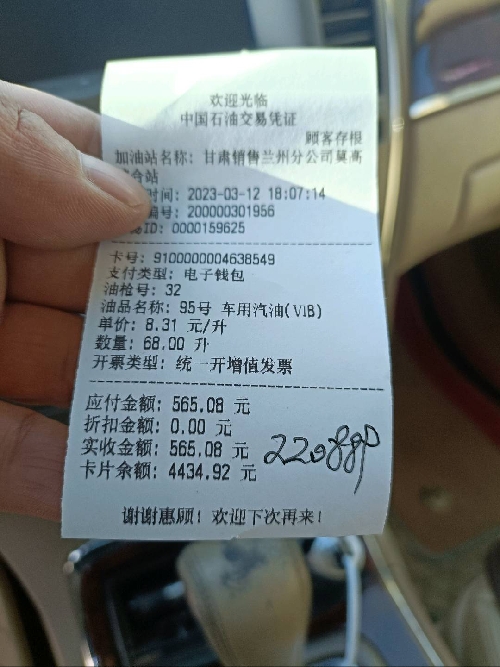 欢迎光临
中国石油交易凭证
顾客存根
加油站名称: 甘肃销售兰州分公司莫高
合站
时间: 2023-03-12 18:07:14
编号: 200000301956
ID: 0000159625
卡号: 9100000004638549
支付类型: 电子钱包
油枪号: 32
油品名称: 95号 车用汽油(ⅥB)
单价: 8.31 元/升
数量: 68.00 升
开票类型: 统一开增值发票
应付金额: 565.08 元
折扣金额: 0.00 元
实收金额: 565.08 元
卡片余额: 4434.92 元
谢谢惠顾! 欢迎下次再来!